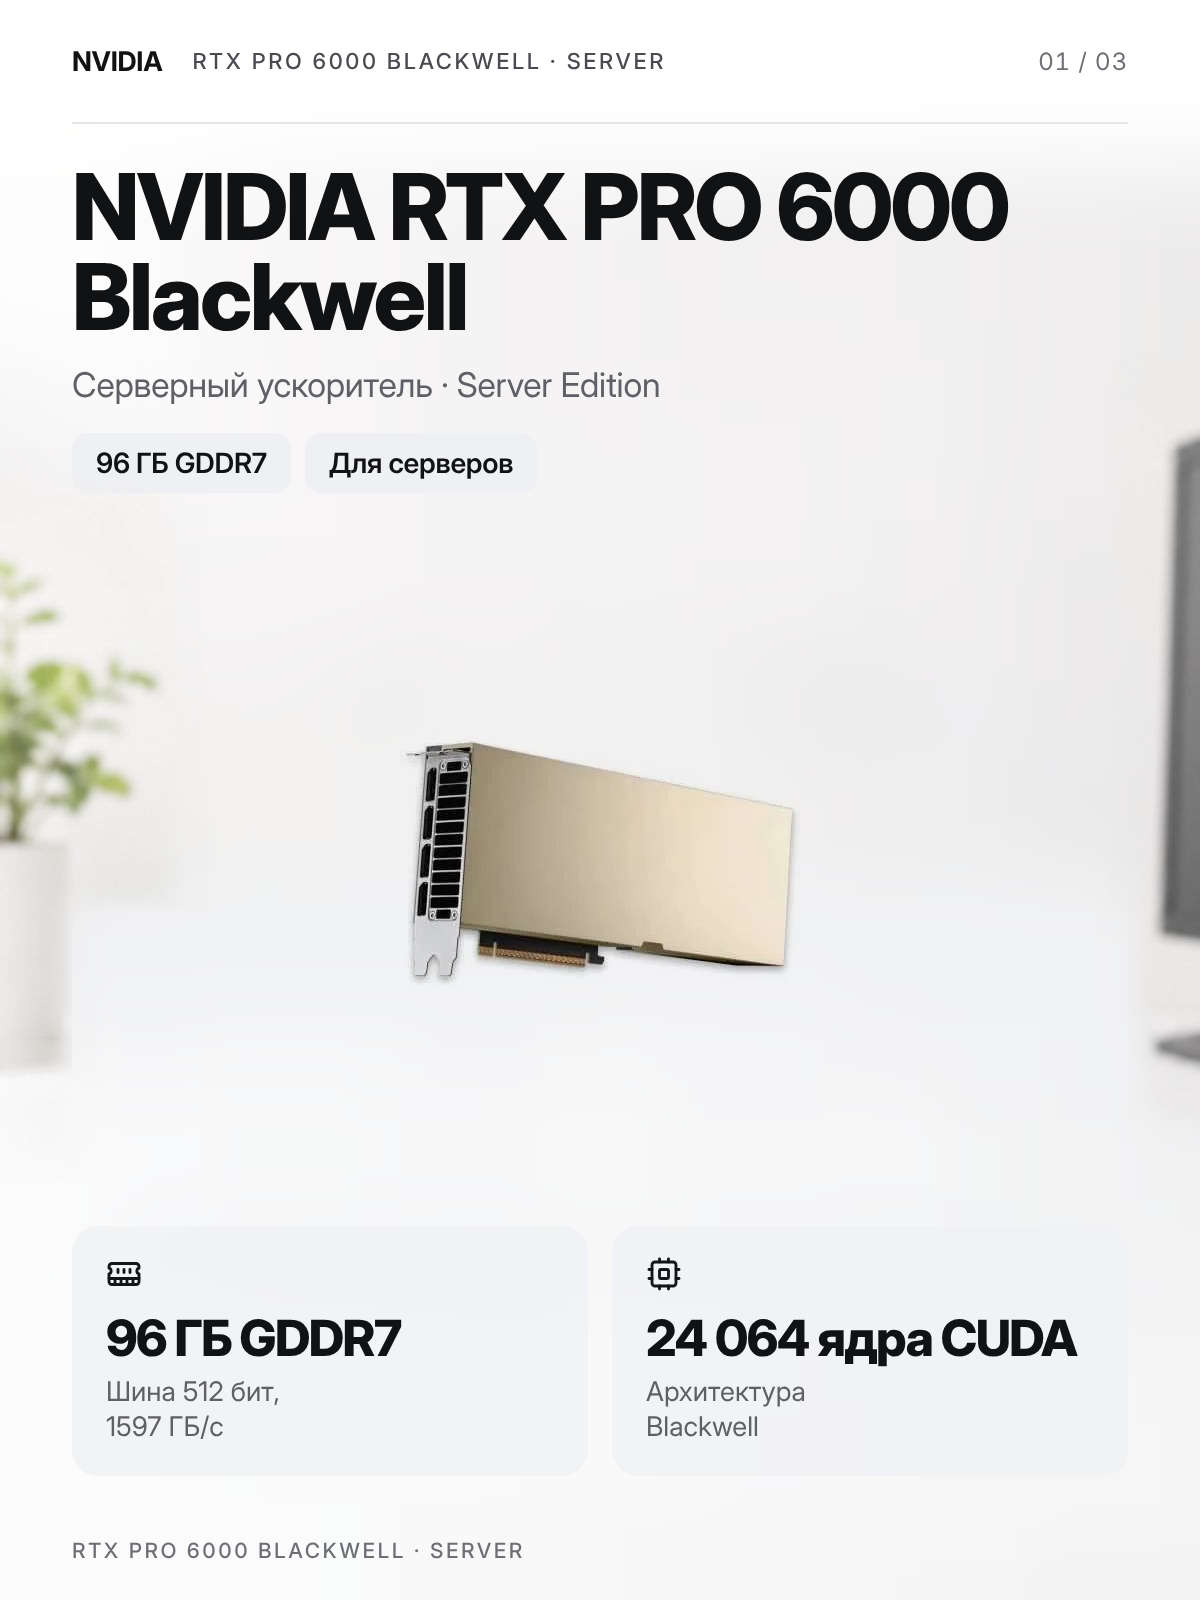 NVIDIA RTX PRO 6000 BLACKWELL · SERVER 01 / 03
NVIDIA RTX PRO 6000
Blackwell
Серверный ускоритель · Server Edition
96 ГБ GDDR7 Для серверов
96 ГБ GDDR7
Шина 512 бит,
1597 ГБ/с
24 064 ядра CUDA
Архитектура
Blackwell
RTX PRO 6000 BLACKWELL · SERVER